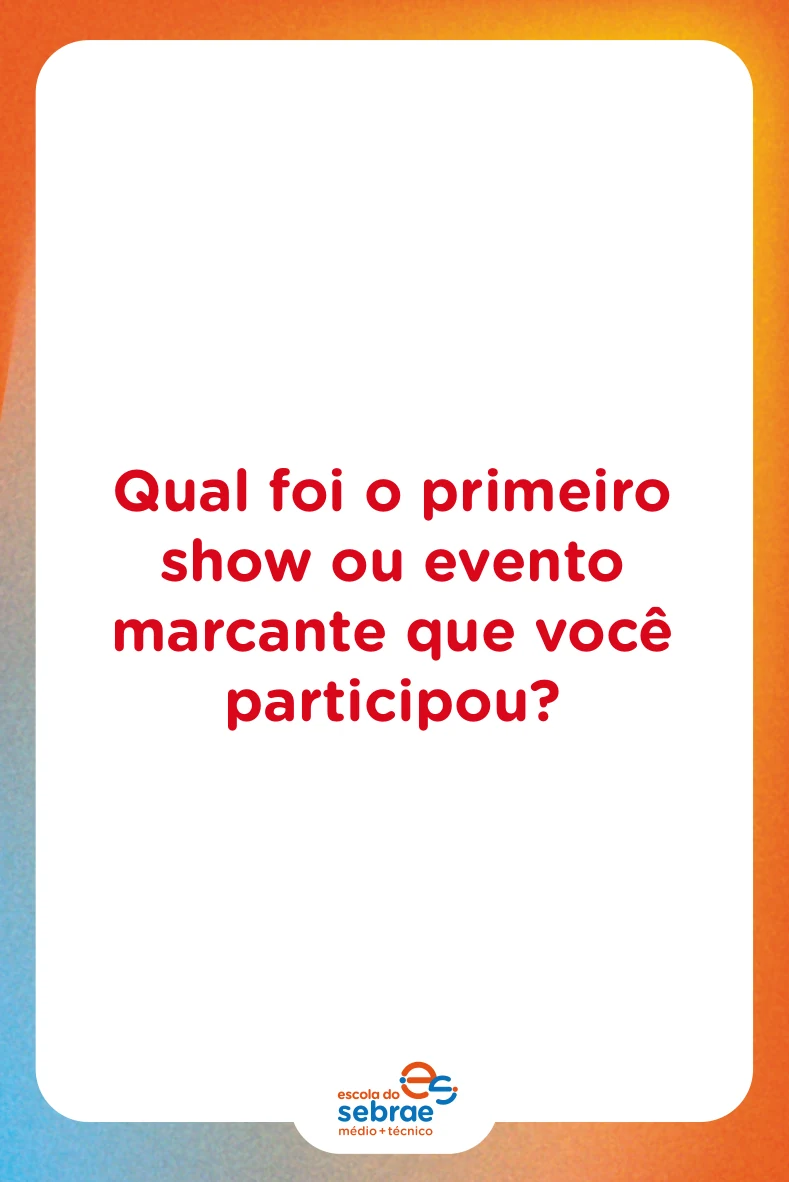 Qual foi o primeiro
show ou evento
marcante que você
participou?
escola do
sebrae
médio + técnico